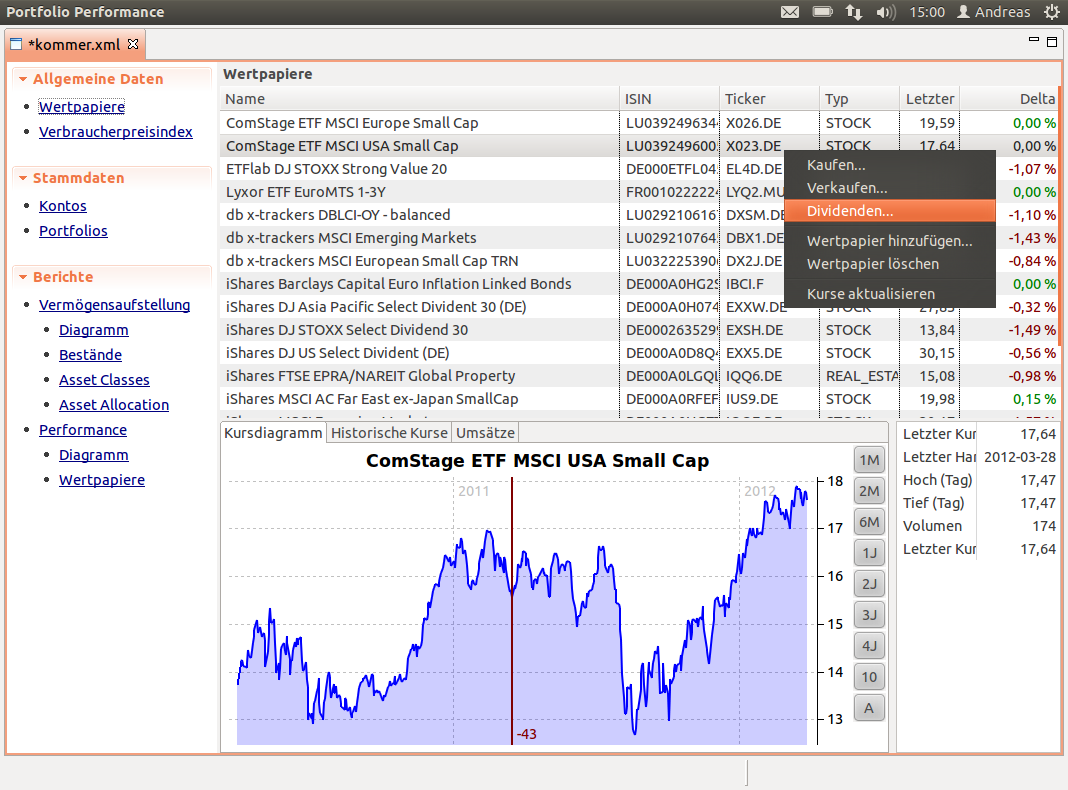 Portfolio Performance 15:00 Andreas
*kommer.xml
Allgemeine Daten
Wertpapiere
Verbraucherpreisindex
Stammdaten
Kontos
Portfolios
Berichte
Vermögensaufstellung
Diagramm
Bestände
Asset Classes
Asset Allocation
Performance
Diagramm
Wertpapiere
Wertpapiere
Name ISIN Ticker Typ Letzter Delta
ComStage ETF MSCI Europe Small Cap LU039249634 X026.DE STOCK 19,59 0,00 %
ComStage ETF MSCI USA Small Cap LU039249600 X023.DE STOCK 17,64 0,00 %
ETFlab DJ STOXX Strong Value 20 DE000ETFL04 EL4D.DE -1,07 %
Lyxor ETF EuroMTS 1-3Y FR0010222224 LYQ2.MU 0,00 %
db x-trackers DBLCI-OY - balanced LU029210616 DXSM.DE -1,10 %
db x-trackers MSCI Emerging Markets LU029210764 DBX1.DE -1,43 %
db x-trackers MSCI European Small Cap TRN LU032225390 DX2J.DE -0,84 %
iShares Barclays Capital Euro Inflation Linked Bonds DE000A0HG2 IBCI.F 0,00 %
iShares DJ Asia Pacific Select Dividend 30 (DE) DE000A0H074 EXXW.DE STOCK -0,32 %
iShares DJ STOXX Select Dividend 30 DE000263529 EXSH.DE STOCK 13,84 -1,49 %
iShares DJ US Select Divident (DE) DE000A0D8Q EXX5.DE STOCK 30,15 -0,56 %
iShares FTSE EPRA/NAREIT Global Property DE000A0LGQ IQQ6.DE REAL_ESTA 15,08 -0,98 %
iShares MSCI AC Far East ex-Japan SmallCap DE000A0RFEF IUS9.DE STOCK 19,98 0,15 %
Kaufen...
Verkaufen...
Dividenden...
Wertpapier hinzufügen...
Wertpapier löschen
Kurse aktualisieren
Kursdiagramm Historische Kurse Umsätze
ComStage ETF MSCI USA Small Cap
2011 2012
18
17
16
15
14
13
-43
1M
2M
6M
1J
2J
3J
4J
10
A
Letzter Kur 17,64
Letzter Har 2012-03-28
Hoch (Tag) 17,47
Tief (Tag) 17,47
Volumen 174
Letzter Kur 17,64